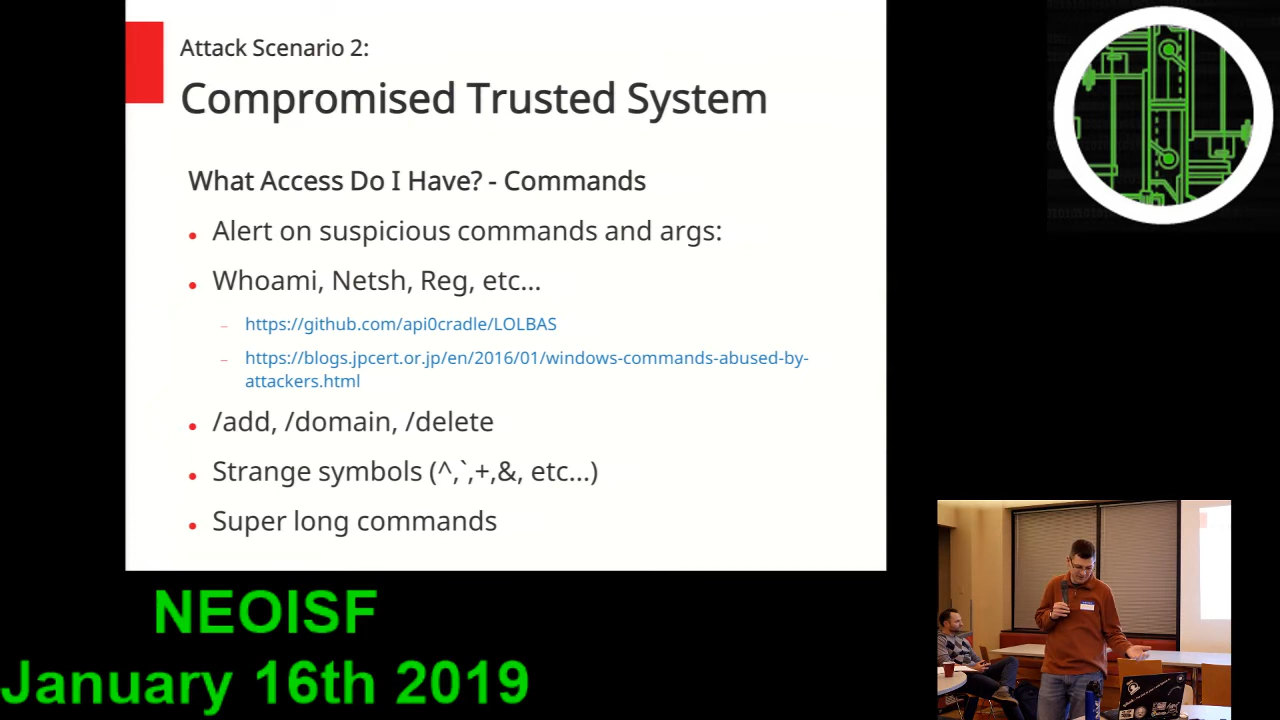 Attack Scenario 2:
Compromised Trusted System
What Access Do I Have? - Commands
Alert on suspicious commands and args:
Whoami, Netsh, Reg, etc...
https://github.com/api0cradle/LOLBAS
https://blogs.jpcert.or.jp/en/2016/01/windows-commands-abused-by-
attackers.html
/add, /domain, /delete
Strange symbols (^,`,+,&, etc...)
Super long commands
NEOISF
January 16th 2019